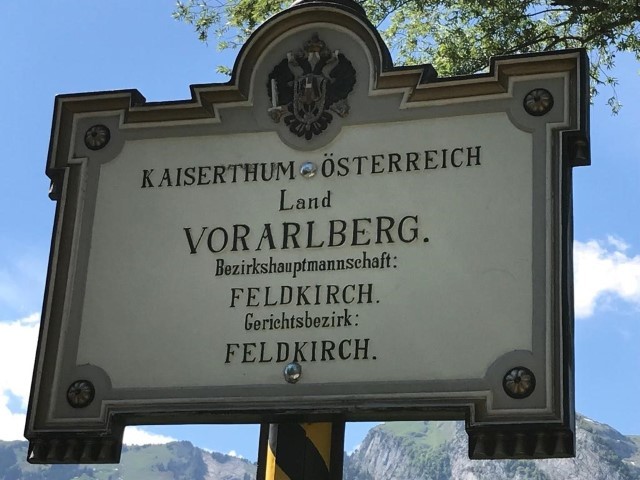 KAISERTHUM ÖSTERREICH
Land
VORARLBERG.
Bezirkshauptmannschaft:
FELDKIRCH.
Gerichtsbezirk:
FELDKIRCH.